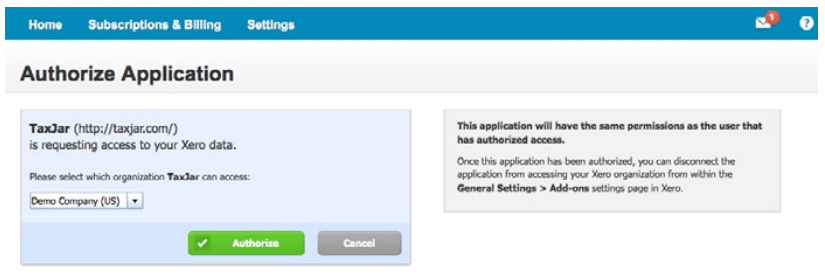 Home Subscriptions & Billing Settings 1 ?
Authorize Application
TaxJar (http://taxjar.com/)
is requesting access to your Xero data.
Please select which organization TaxJar can access:
Demo Company (US)
Authorize Cancel
This application will have the same permissions as the user that
has authorized access.
Once this application has been authorized, you can disconnect the
application from accessing your Xero organization from within the
General Settings > Add-ons settings page in Xero.